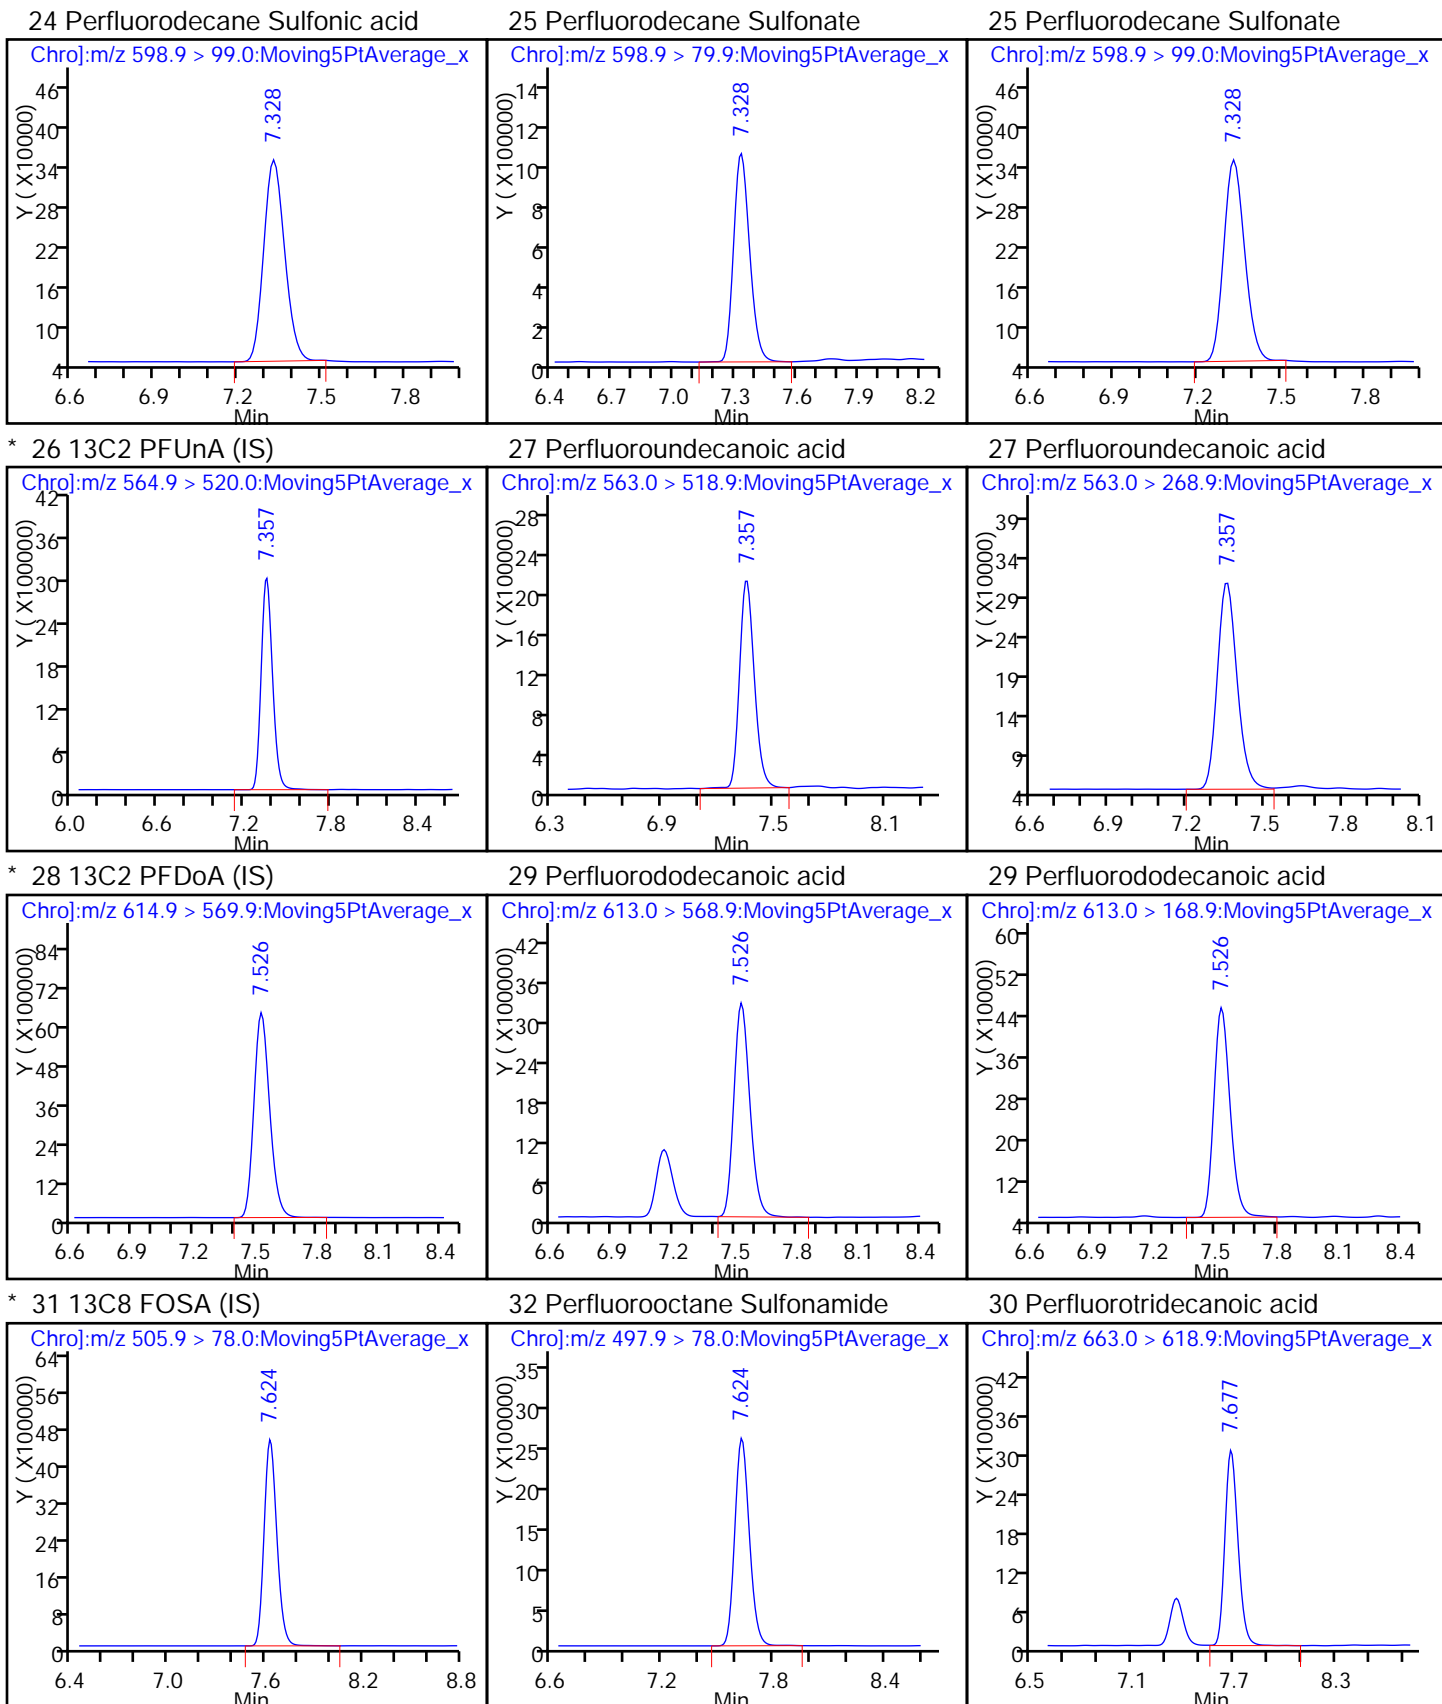 24 Perfluorodecane Sulfonic acid
Chro]:m/z 598.9 > 99.0:Moving5PtAverage_x
7.328
Y ( X10000)
46
40
34
28
22
16
10
4
6.6 6.9 7.2 7.5 7.8
Min
25 Perfluorodecane Sulfonate
Chro]:m/z 598.9 > 79.9:Moving5PtAverage_x
7.328
Y ( X100000)
14
12
10
8
6
4
2
0
6.4 6.7 7.0 7.3 7.6 7.9 8.2
Min
25 Perfluorodecane Sulfonate
Chro]:m/z 598.9 > 99.0:Moving5PtAverage_x
7.328
Y ( X10000)
46
40
34
28
22
16
10
4
6.6 6.9 7.2 7.5 7.8
Min
* 26 13C2 PFUnA (IS)
Chro]:m/z 564.9 > 520.0:Moving5PtAverage_x
7.357
Y ( X100000)
42
36
30
24
18
12
6
0
6.0 6.6 7.2 7.8 8.4
Min
27 Perfluoroundecanoic acid
Chro]:m/z 563.0 > 518.9:Moving5PtAverage_x
7.357
Y ( X100000)
28
24
20
16
12
8
4
0
6.3 6.9 7.5 8.1
Min
27 Perfluoroundecanoic acid
Chro]:m/z 563.0 > 268.9:Moving5PtAverage_x
7.357
Y ( X10000)
39
34
29
24
19
14
9
4
6.6 6.9 7.2 7.5 7.8 8.1
Min
* 28 13C2 PFDoA (IS)
Chro]:m/z 614.9 > 569.9:Moving5PtAverage_x
7.526
Y ( X100000)
84
72
60
48
36
24
12
0
6.6 6.9 7.2 7.5 7.8 8.1 8.4
Min
29 Perfluorododecanoic acid
Chro]:m/z 613.0 > 568.9:Moving5PtAverage_x
7.526
Y ( X100000)
42
36
30
24
18
12
6
0
6.6 6.9 7.2 7.5 7.8 8.1 8.4
Min
29 Perfluorododecanoic acid
Chro]:m/z 613.0 > 168.9:Moving5PtAverage_x
7.526
Y ( X10000)
60
52
44
36
28
20
12
4
6.6 6.9 7.2 7.5 7.8 8.1 8.4
Min
* 31 13C8 FOSA (IS)
Chro]:m/z 505.9 > 78.0:Moving5PtAverage_x
7.624
Y ( X100000)
64
56
48
40
32
24
16
8
0
6.4 7.0 7.6 8.2 8.8
Min
32 Perfluorooctane Sulfonamide
Chro]:m/z 497.9 > 78.0:Moving5PtAverage_x
7.624
Y ( X100000)
35
30
25
20
15
10
5
0
6.6 7.2 7.8 8.4
Min
30 Perfluorotridecanoic acid
Chro]:m/z 663.0 > 618.9:Moving5PtAverage_x
7.677
Y ( X100000)
42
36
30
24
18
12
6
0
6.5 7.1 7.7 8.3
Min